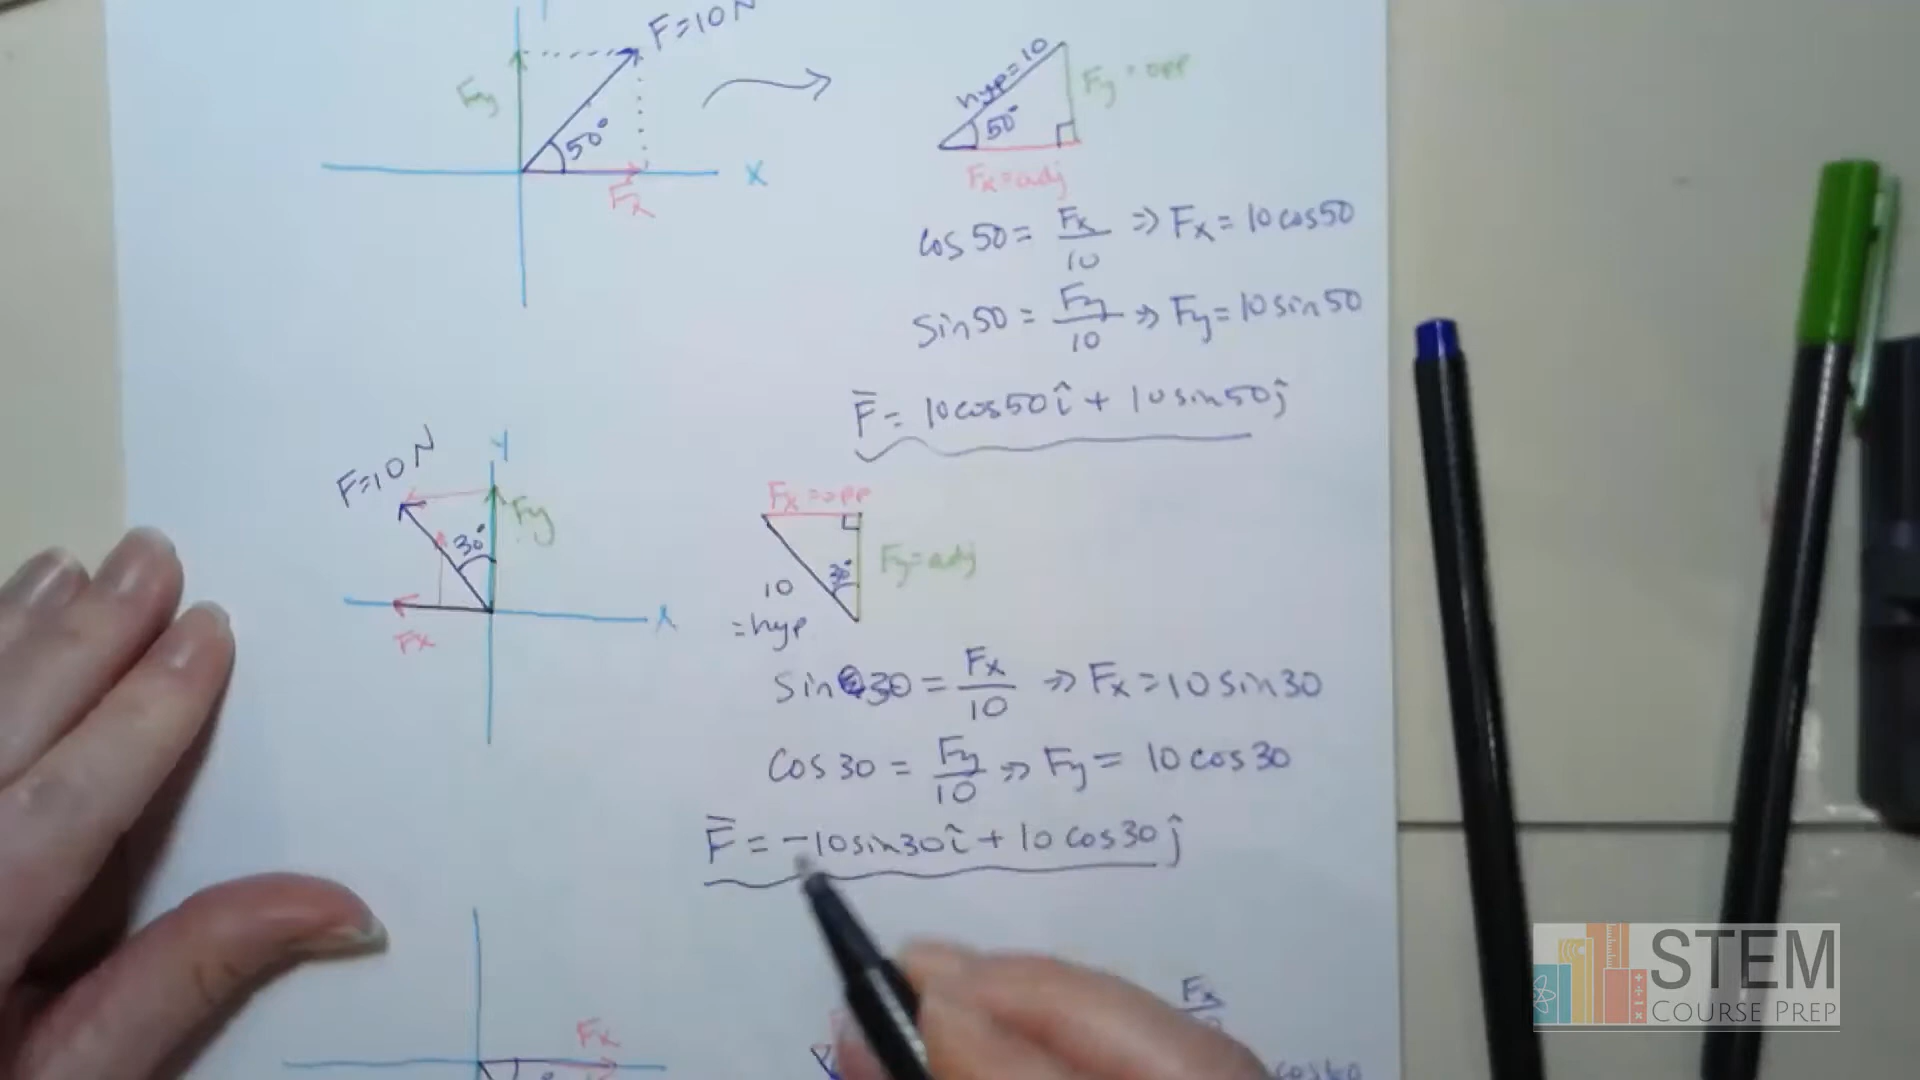 F=10N
Fy
50°
Fx
X
hyp=10
50°
Fy=opp
Fx=adj
cos50=Fx/10 ⇒ Fx=10cos50
Sin50=Fy/10 ⇒ Fy=10sin50
F̅=10cos50î+10sin50ĵ
F=10N
Y
Fy
30°
X
Fx
Fx=opp
Fy=adj
30°
10
=hyp
Sin30=Fx/10 ⇒ Fx=10sin30
Cos30=Fy/10 ⇒ Fy=10cos30
F̅=-10sin30î+10cos30ĵ
Fx
Fx
cos60
STEM
COURSE PREP